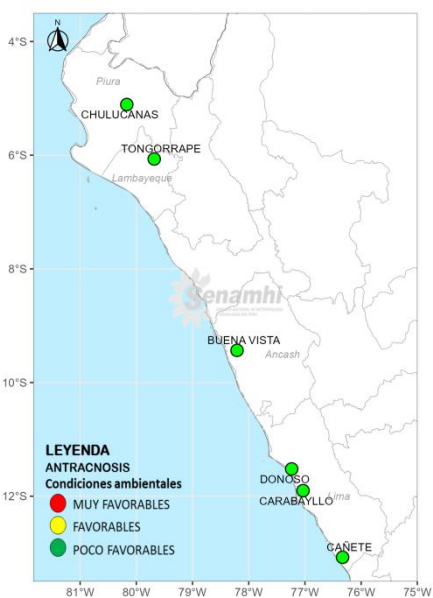 N
4°S
Piura
CHULUCANAS
6°S
TONGORRAPE
Lambayeque
8°S
Senamhi
BUENA VISTA
Ancash
10°S
LEYENDA
ANTRACNOSIS
Condiciones ambientales
MUY FAVORABLES
FAVORABLES
POCO FAVORABLES
DONOSO
CARABAYLLO
Lima
12°S
CAÑETE
81°W
80°W
79°W
78°W
77°W
76°W
75°W